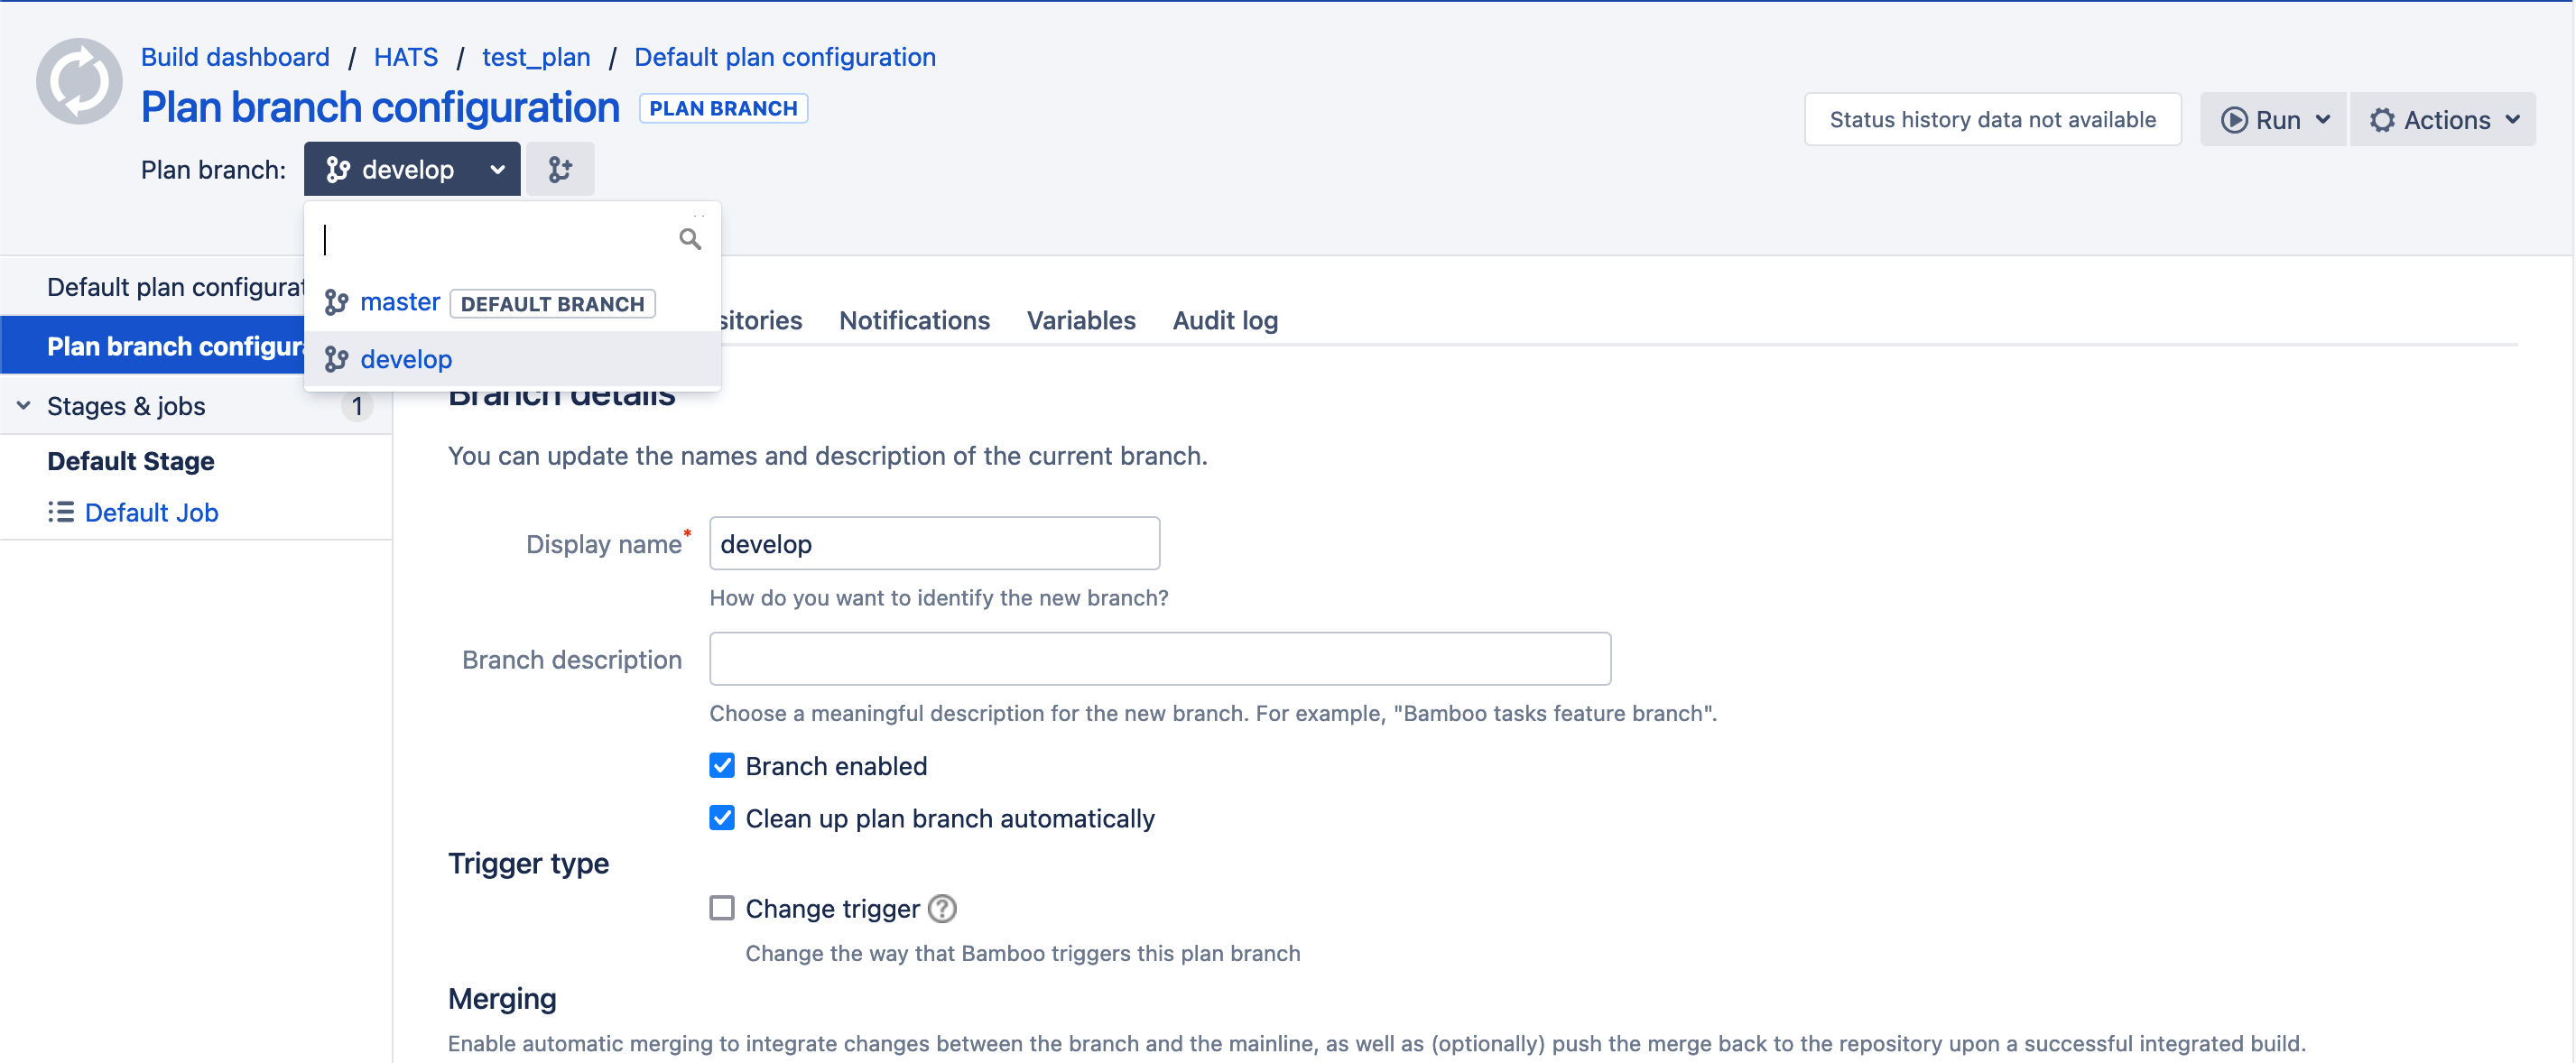 Build dashboard / HATS / test_plan / Default plan configuration
Plan branch configuration PLAN BRANCH
Status history data not available Run Actions
Plan branch: develop
master DEFAULT BRANCH
develop
Default plan configurat
Plan branch configura
Stages & jobs 1
Default Stage
Default Job
sitories Notifications Variables Audit log
Branch details
You can update the names and description of the current branch.
Display name* develop
How do you want to identify the new branch?
Branch description
Choose a meaningful description for the new branch. For example, "Bamboo tasks feature branch".
Branch enabled
Clean up plan branch automatically
Trigger type
Change trigger ?
Change the way that Bamboo triggers this plan branch
Merging
Enable automatic merging to integrate changes between the branch and the mainline, as well as (optionally) push the merge back to the repository upon a successful integrated build.